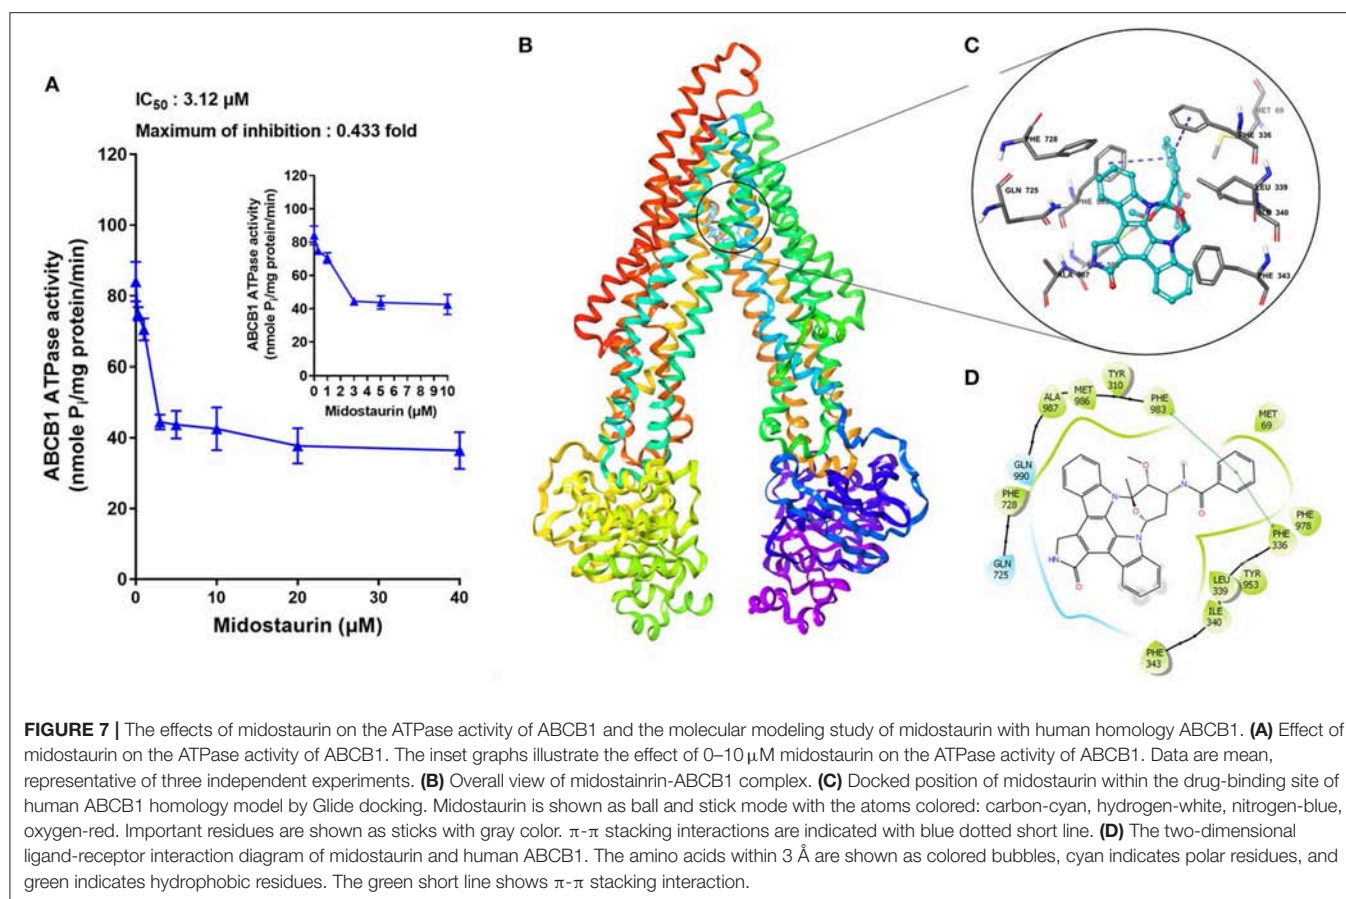 A
IC50 : 3.12 µM
Maximum of inhibition : 0.433 fold
ABCB1 ATPase activity
(nmole Pi/mg protein/min)
120
100
80
60
40
20
0
0
10
20
30
40
Midostaurin (µM)
ABCB1 ATPase activity
(nmole Pi/mg protein/min)
120
100
80
60
40
20
0
0 1 2 3 4 5 6 7 8 9 10
Midostaurin (µM)
B
C
MET 69
PHE 336
PHE 728
GLN 725
PHE
LEU 339
340
ALA 987
PHE 343
D
TYR
310
MET
986
ALA
987
PHE
983
MET
69
GLN
990
PHE
728
GLN
725
PHE
978
PHE
336
TYR
953
LEU
339
ILE
340
PHE
343
N
O
O
N
O
N
HN
O
FIGURE 7 | The effects of midostaurin on the ATPase activity of ABCB1 and the molecular modeling study of midostaurin with human homology ABCB1. (A) Effect of
midostaurin on the ATPase activity of ABCB1. The inset graphs illustrate the effect of 0–10 µM midostaurin on the ATPase activity of ABCB1. Data are mean,
representative of three independent experiments. (B) Overall view of midostainrin-ABCB1 complex. (C) Docked position of midostaurin within the drug-binding site of
human ABCB1 homology model by Glide docking. Midostaurin is shown as ball and stick mode with the atoms colored: carbon-cyan, hydrogen-white, nitrogen-blue,
oxygen-red. Important residues are shown as sticks with gray color. π-π stacking interactions are indicated with blue dotted short line. (D) The two-dimensional
ligand-receptor interaction diagram of midostaurin and human ABCB1. The amino acids within 3 Å are shown as colored bubbles, cyan indicates polar residues, and
green indicates hydrophobic residues. The green short line shows π-π stacking interaction.